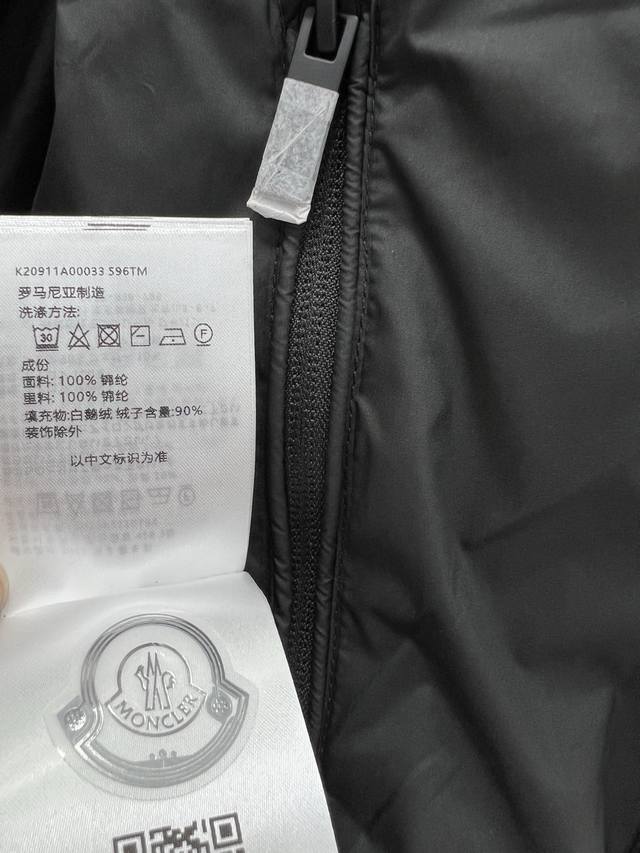 K20911A00033 596TM
罗马尼亚制造
洗涤方法:
30 F
成份
面料: 100% 锦纶
里料: 100% 锦纶
填充物:白鹅绒 绒子含量:90%
装饰除外
以中文标识为准
MONCLER